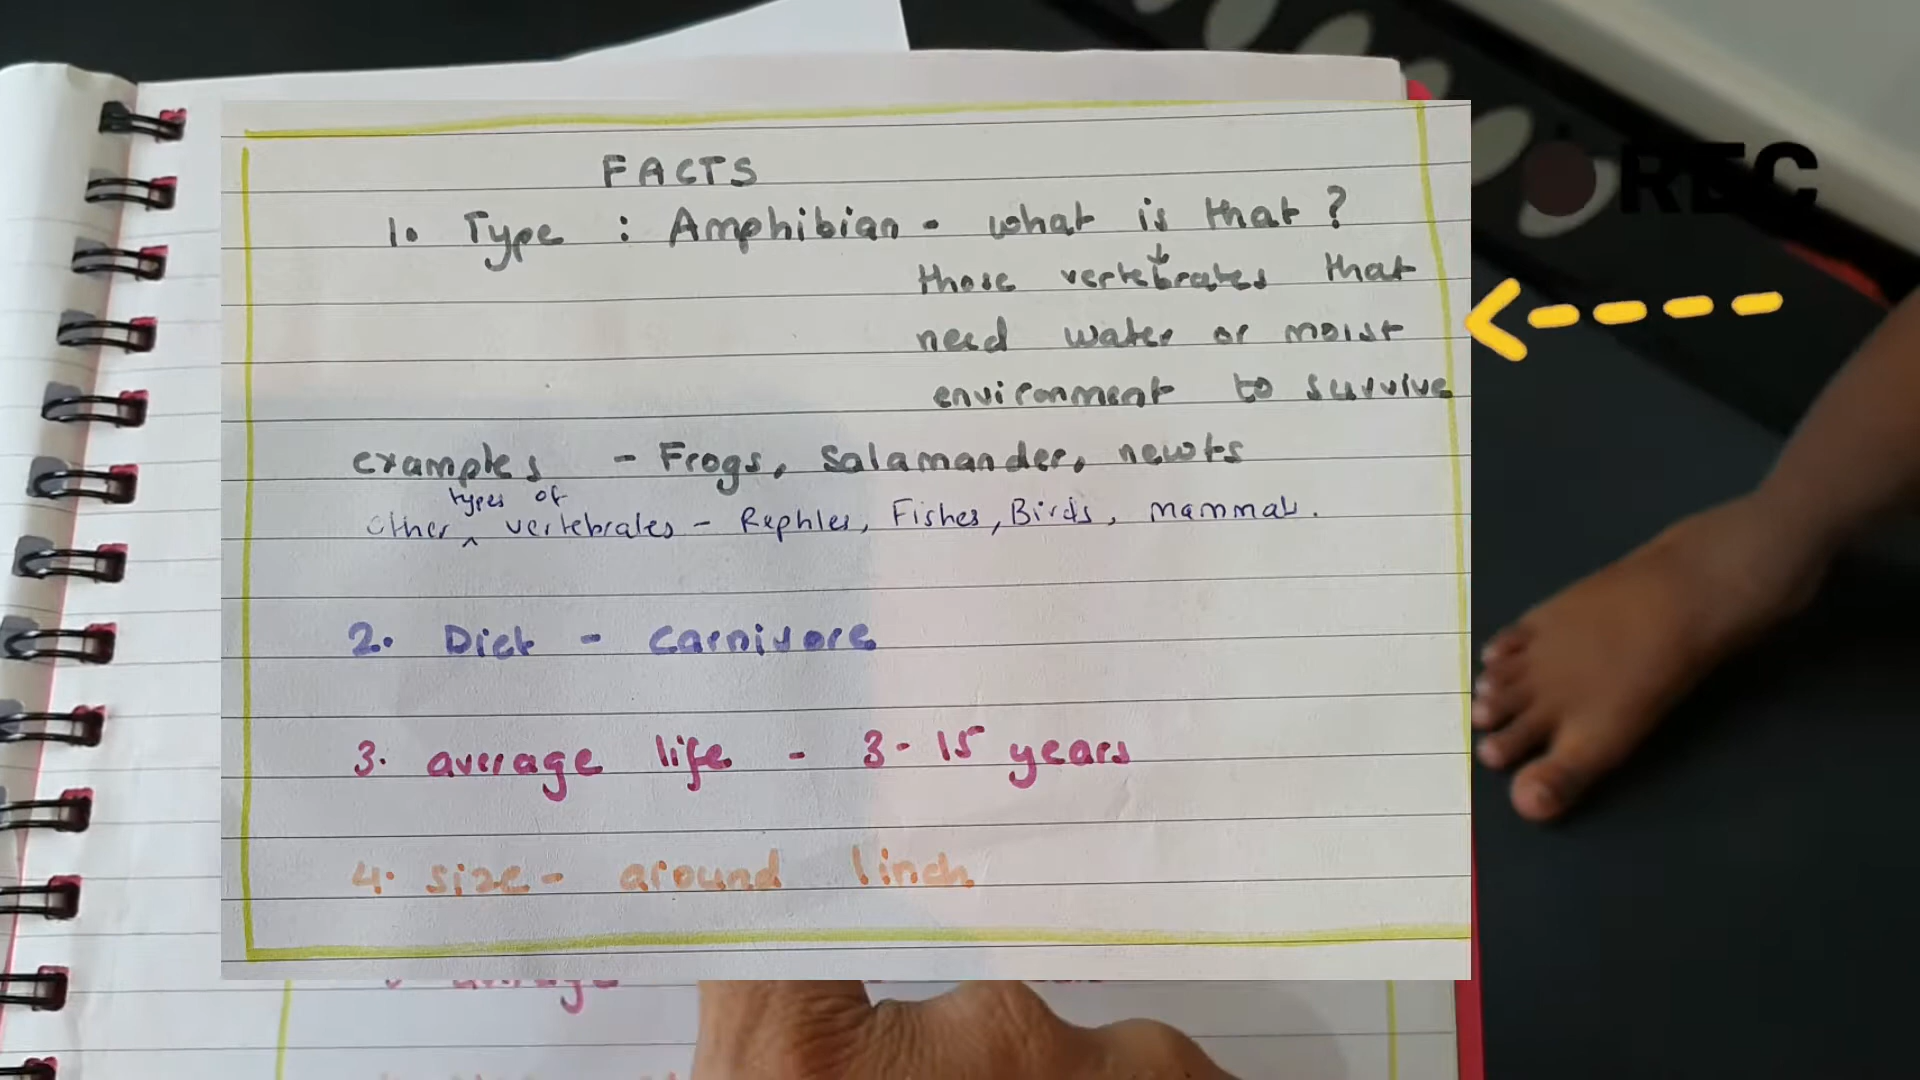 FACTS
1. Type : Amphibian - what is that ?
those vertebrates that
need water or moist
environment to survive
examples - Frogs, Salamander, newts
other types of vertebrates - Reptiles, Fishes, Birds, mammals.
2. Diet - carnivore
3. average life - 3-15 years
4. size - around 1 inch
REC